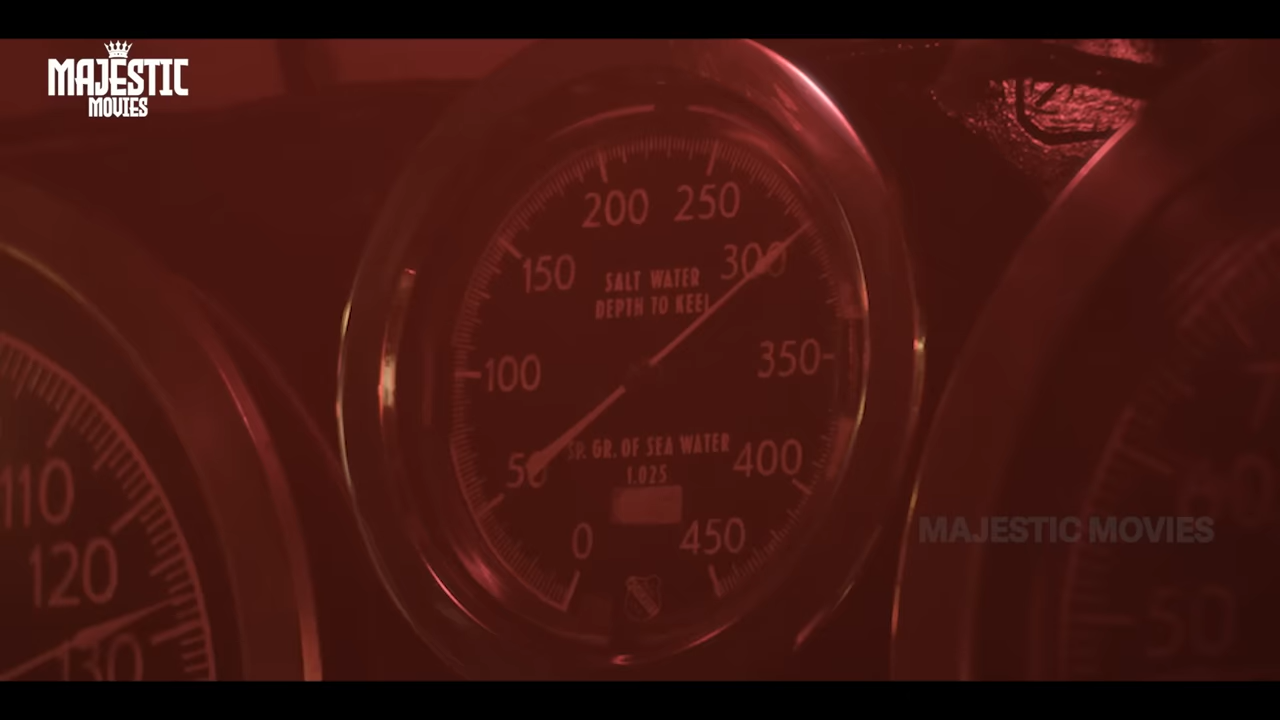 MAJESTIC
MOVIES
200 250
150
300
SALT WATER
DEPTH TO KEEL
100
350
SP. GR. OF SEA WATER
50
400
1.025
0
450
110
120
130
MAJESTIC MOVIES
50